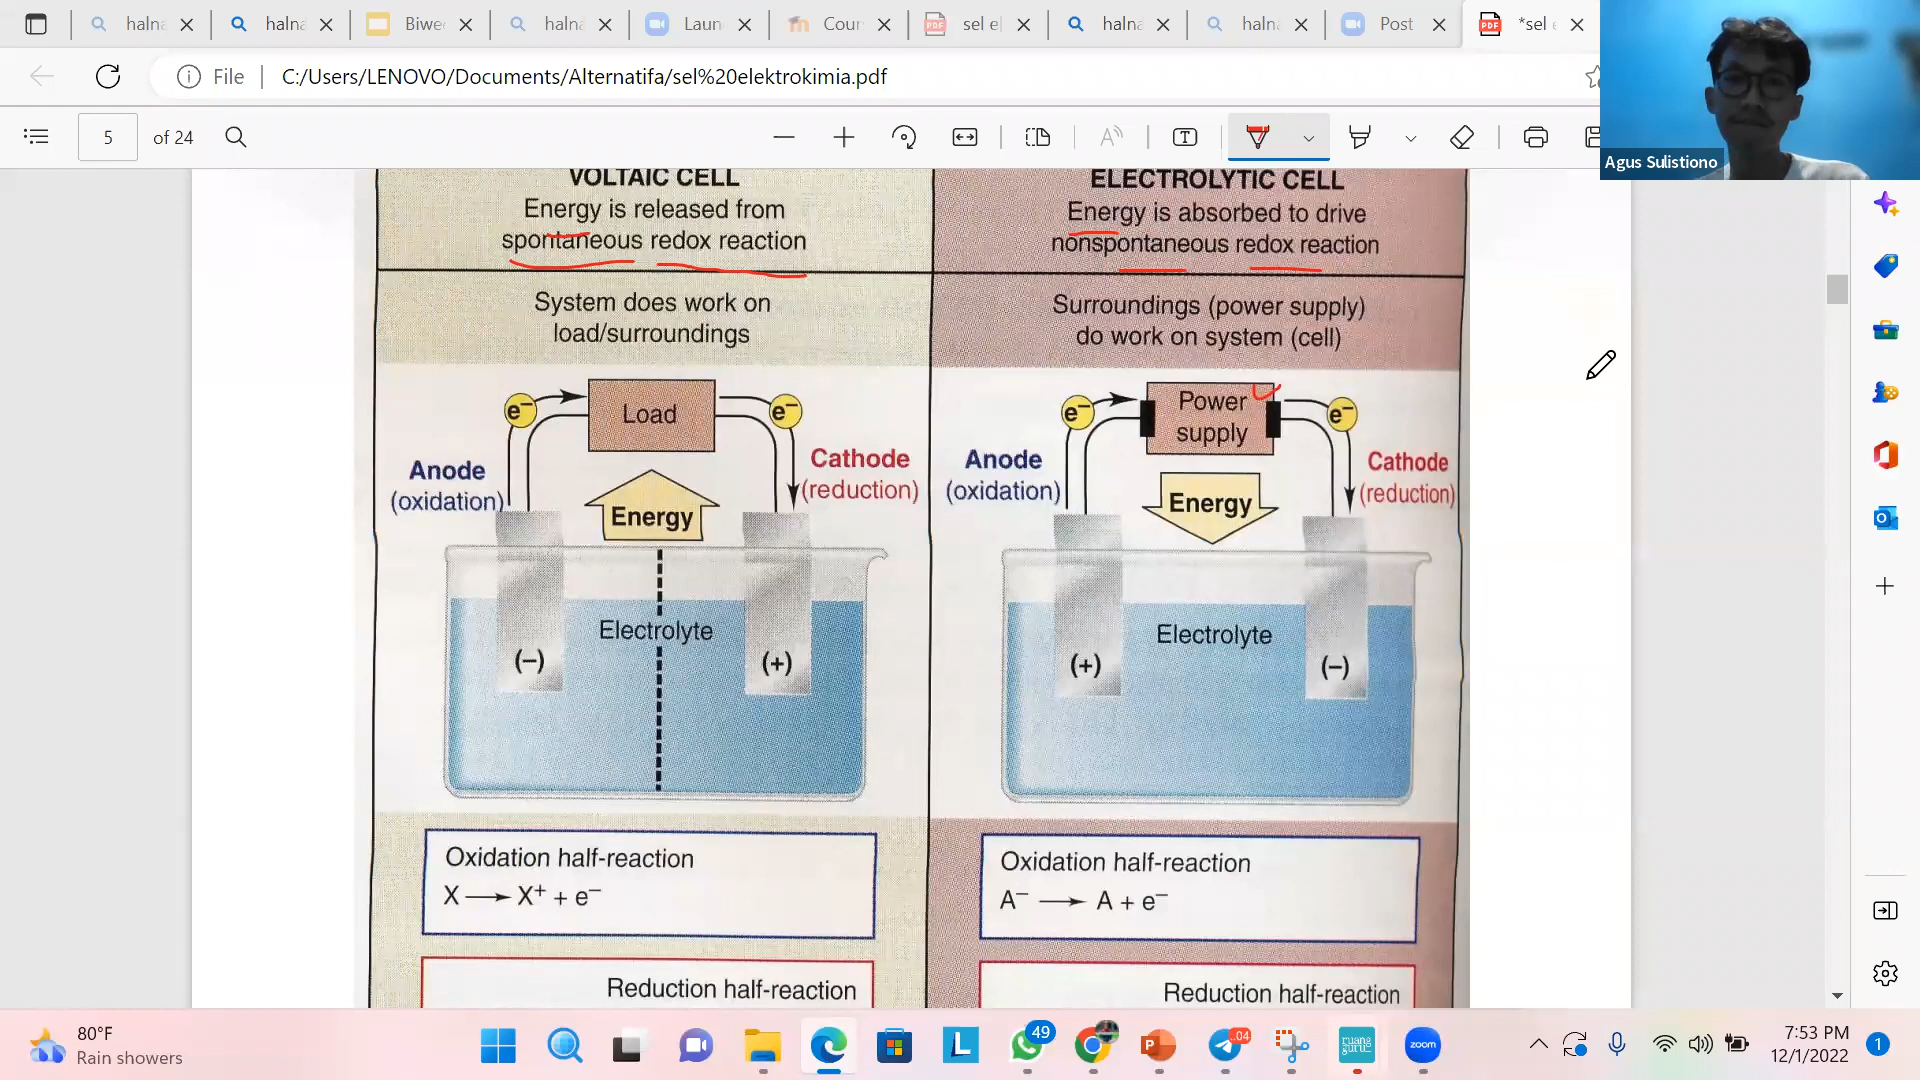 halna
halna
Biwe
halna
Laun
Cour
sel el
halna
haln
Post
*sel e
File
C:/Users/LENOVO/Documents/Alternatifa/sel%20elektrokimia.pdf
5 of 24
Agus Sulistiono
VOLTAIC CELL
Energy is released from
spontaneous redox reaction
ELECTROLYTIC CELL
Energy is absorbed to drive
nonspontaneous redox reaction
System does work on
load/surroundings
Surroundings (power supply)
do work on system (cell)
e−
Load
e−
Anode
(oxidation)
Cathode
(reduction)
Energy
Electrolyte
(−)
(+)
e−
Power
supply
e−
Anode
(oxidation)
Cathode
(reduction)
Energy
Electrolyte
(+)
(−)
Oxidation half-reaction
X ⟶ X+ + e−
Oxidation half-reaction
A− ⟶ A + e−
Reduction half-reaction
Reduction half-reaction
80°F
Rain showers
49
.04
ruang
guru
zoom
7:53 PM
12/1/2022
1